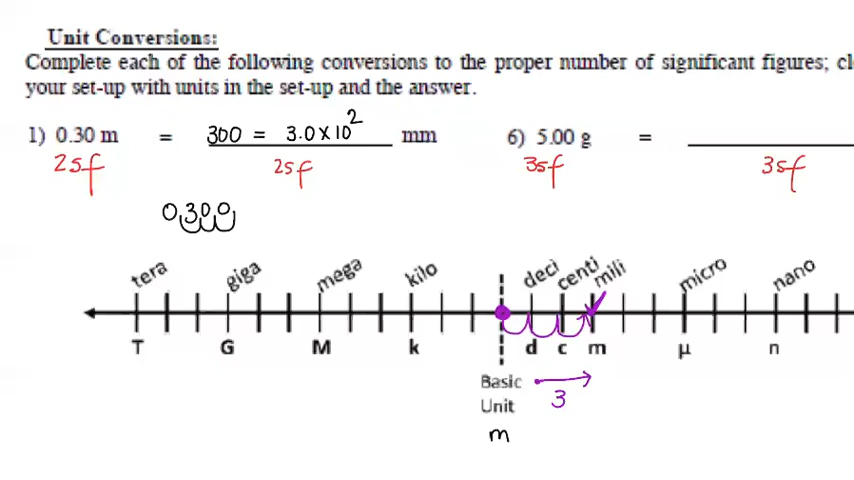 Unit Conversions:
Complete each of the following conversions to the proper number of significant figures; cl
your set-up with units in the set-up and the answer.
1) 0.30 m = 300 = 3.0 x 10² mm 6) 5.00 g =
2sf 2sf 3sf 3sf
0.300
tera giga mega kilo deci centi mili micro nano
T G M k d c m μ n
Basic 3
Unit
m